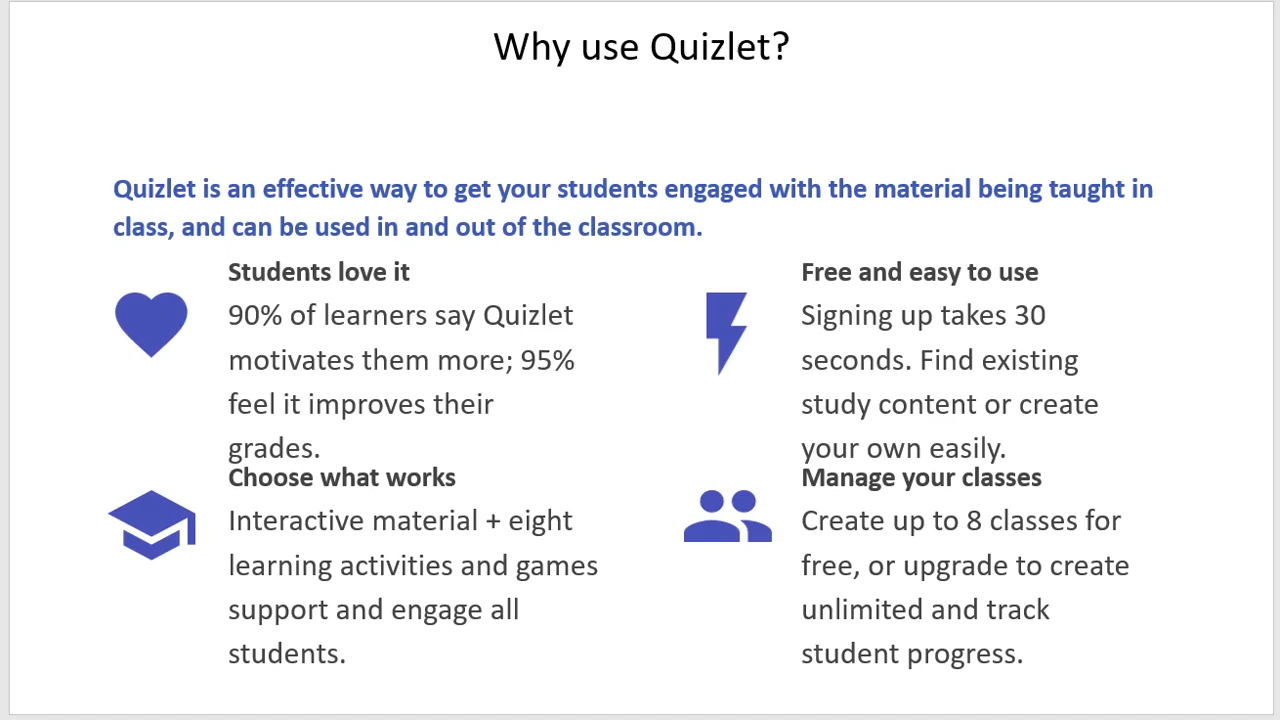 Why use Quizlet?
Quizlet is an effective way to get your students engaged with the material being taught in
class, and can be used in and out of the classroom.
Students love it
90% of learners say Quizlet
motivates them more; 95%
feel it improves their
grades.
Free and easy to use
Signing up takes 30
seconds. Find existing
study content or create
your own easily.
Choose what works
Interactive material + eight
learning activities and games
support and engage all
students.
Manage your classes
Create up to 8 classes for
free, or upgrade to create
unlimited and track
student progress.